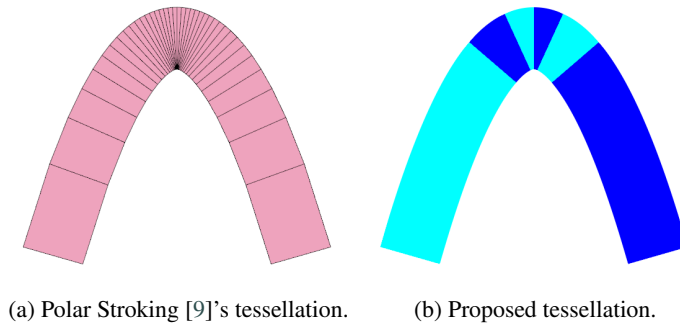 (a) Polar Stroking [9]'s tessellation.
(b) Proposed tessellation.